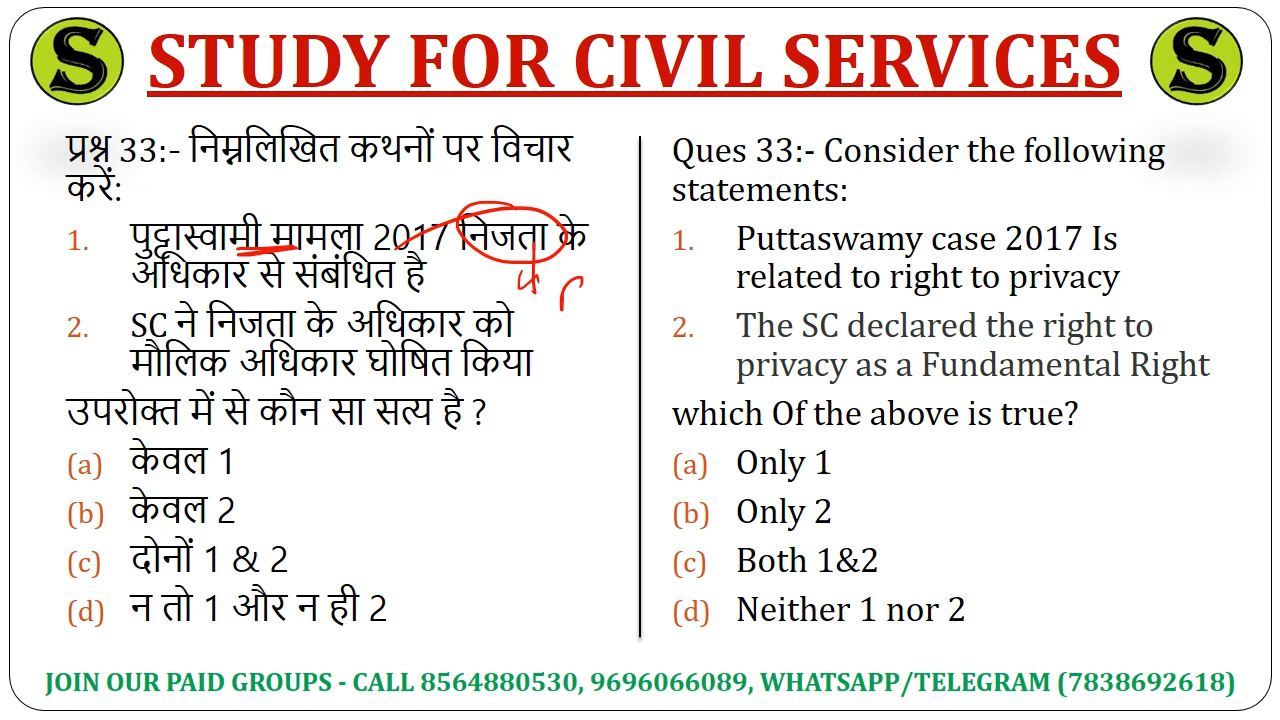 S STUDY FOR CIVIL SERVICES S
प्रश्न 33:- निम्नलिखित कथनों पर विचार
करें:
1. पुट्टास्वामी मामला 2017 निजता के
अधिकार से संबंधित है
2. SC ने निजता के अधिकार को
मौलिक अधिकार घोषित किया
उपरोक्त में से कौन सा सत्य है ?
(a) केवल 1
(b) केवल 2
(c) दोनों 1 & 2
(d) न तो 1 और न ही 2
Ques 33:- Consider the following
statements:
1. Puttaswamy case 2017 Is
related to right to privacy
2. The SC declared the right to
privacy as a Fundamental Right
which Of the above is true?
(a) Only 1
(b) Only 2
(c) Both 1&2
(d) Neither 1 nor 2
JOIN OUR PAID GROUPS - CALL 8564880530, 9696066089, WHATSAPP/TELEGRAM (7838692618)